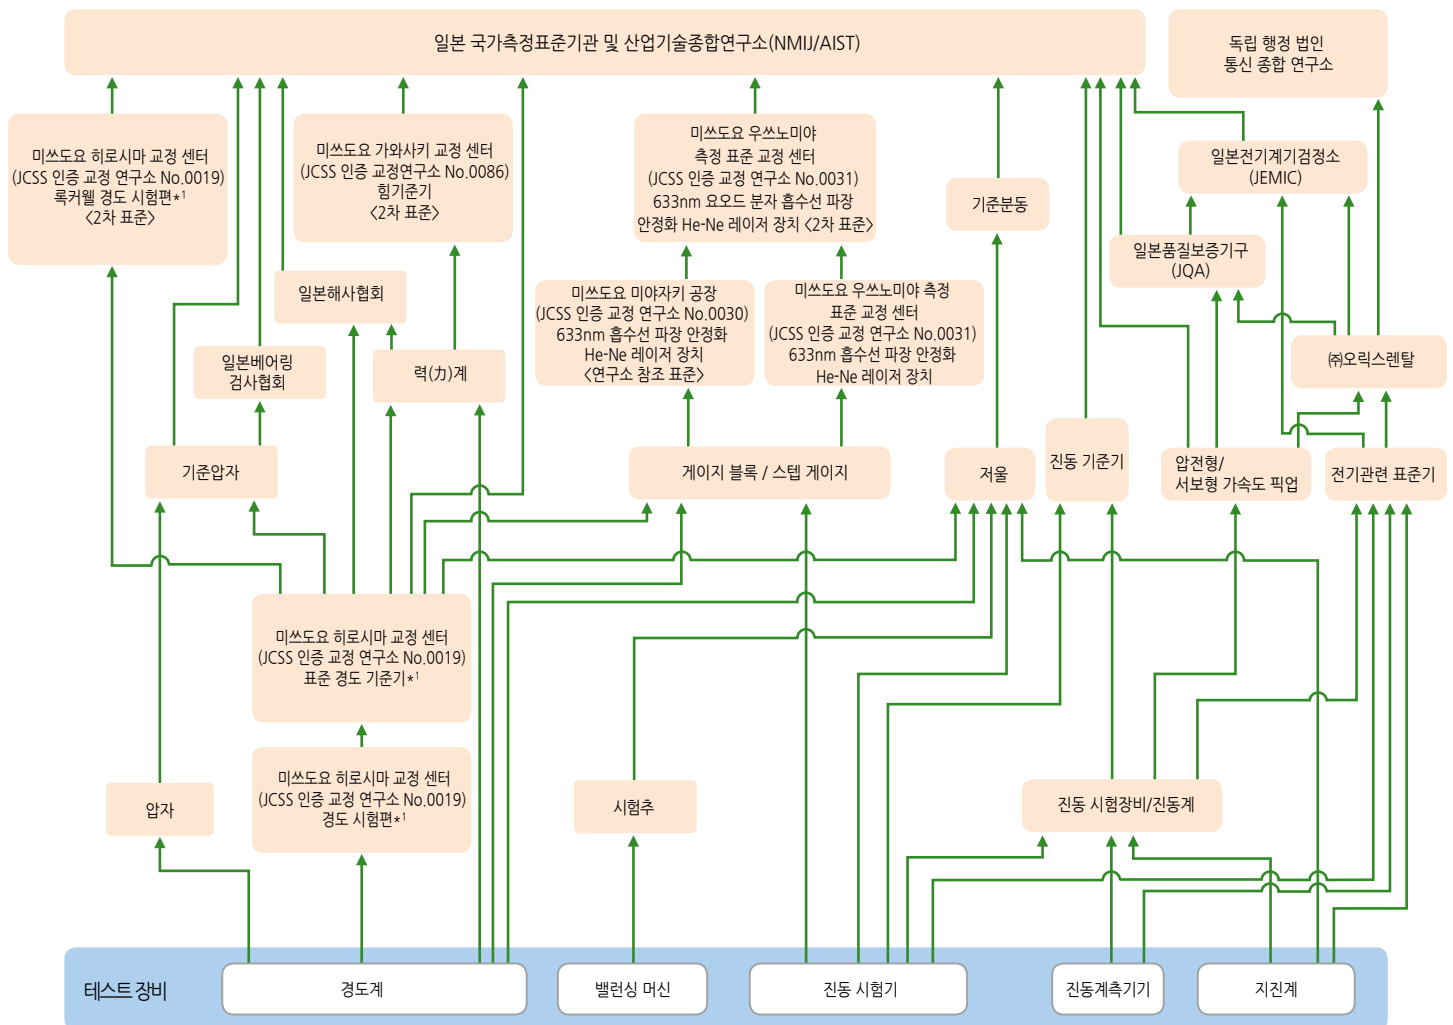 일본 국가측정표준기관 및 산업기술종합연구소(NMIJ/AIST)
독립 행정 법인
통신 종합 연구소
미쓰도요 히로시마 교정 센터
(JCSS 인증 교정 연구소 No.0019)
록커웰 경도 시험편*1
<2차 표준>
미쓰도요 가와사키 교정 센터
(JCSS 인증 교정연구소 No.0086)
힘기준기
<2차 표준>
미쓰도요 우쓰노미야
측정 표준 교정 센터
(JCSS 인증 교정 연구소 No.0031)
633nm 요오드 분자 흡수선 파장
안정화 He-Ne 레이저 장치 <2차 표준>
기준분동
일본전기계기검정소
(JEMIC)
일본품질보증기구
(JQA)
일본해사협회
미쓰도요 미야자키 공장
(JCSS 인증 교정 연구소 No.0030)
633nm 흡수선 파장 안정화
He-Ne 레이저 장치
<연구소 참조 표준>
미쓰도요 우쓰노미야 측정
표준 교정 센터
(JCSS 인증 교정 연구소 No.0031)
633nm 흡수선 파장 안정화
He-Ne 레이저 장치
일본베어링
검사협회
력(力)계
㈜오릭스렌탈
기준압자
게이지 블록 / 스텝 게이지
저울
진동 기준기
압전형/
서보형 가속도 픽업
전기관련 표준기
미쓰도요 히로시마 교정 센터
(JCSS 인증 교정 연구소 No.0019)
표준 경도 기준기*1
미쓰도요 히로시마 교정 센터
(JCSS 인증 교정 연구소 No.0019)
경도 시험편*1
압자
시험추
진동 시험장비/진동계
테스트 장비
경도계
밸런싱 머신
진동 시험기
진동계측기기
지진계